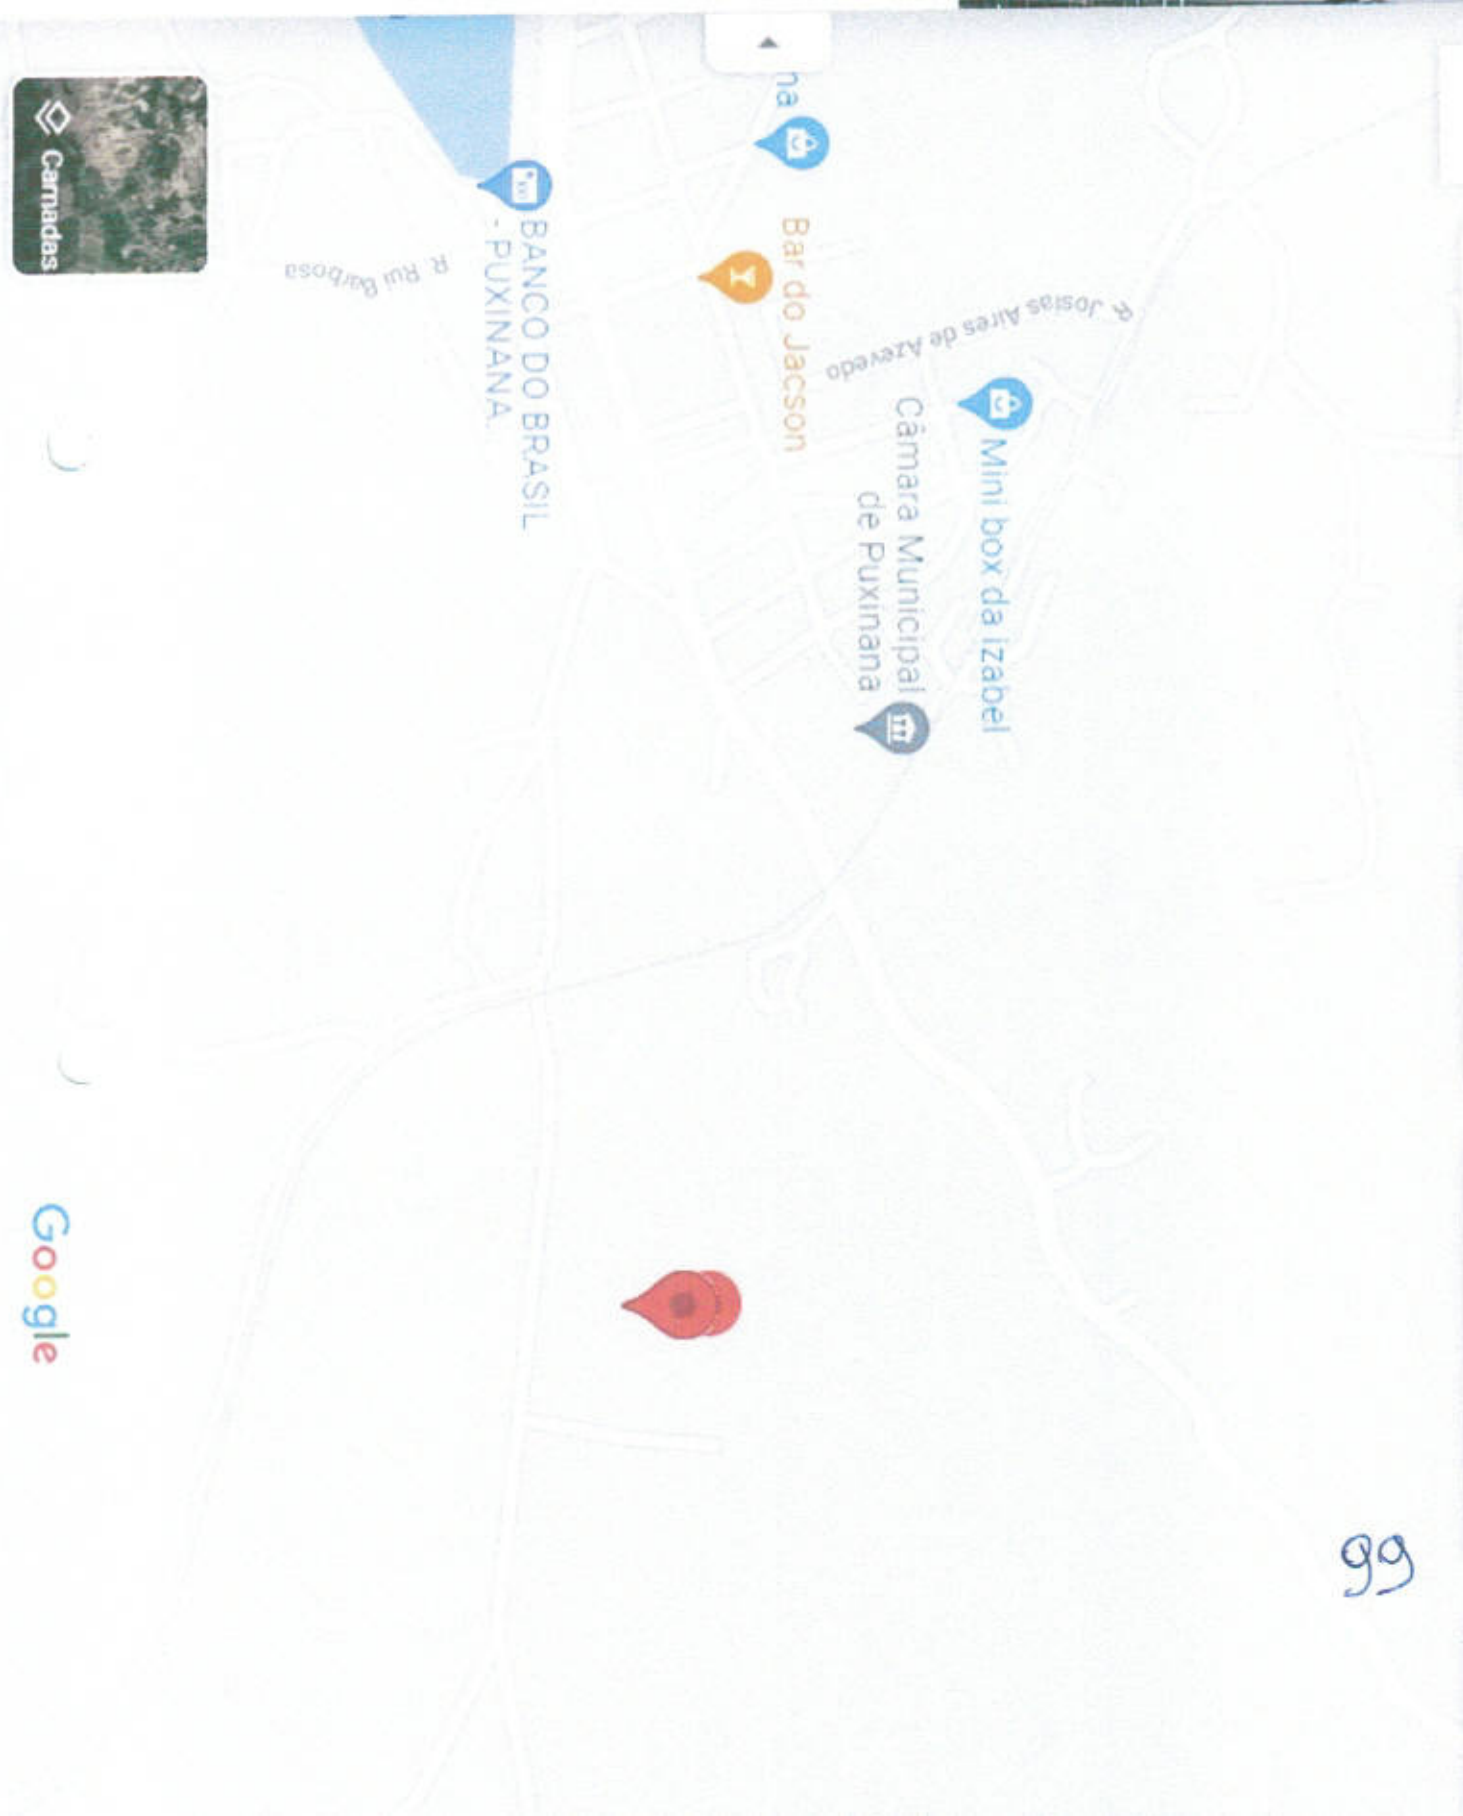 99
Mini box da izabel
R. Josias Aires de Azevedo
Câmara Municipal
de Puxinanã
na
Bar do Jacson
BANCO DO BRASIL
- PUXINANA.
R. Rui Barbosa
Camadas
Google